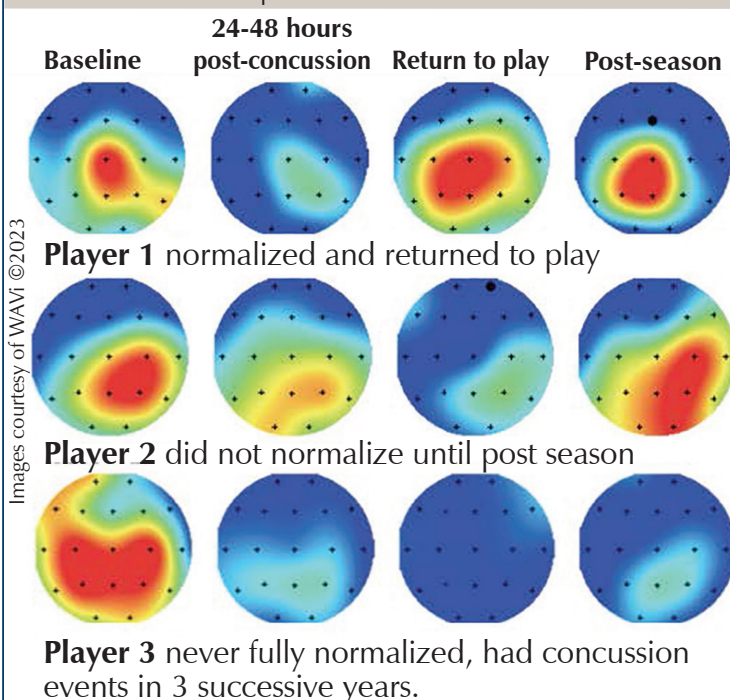 24-48 hours
Baseline post-concussion Return to play Post-season
Player 1 normalized and returned to play
Player 2 did not normalize until post season
Player 3 never fully normalized, had concussion
events in 3 successive years.
Images courtesy of WAVi ©2023